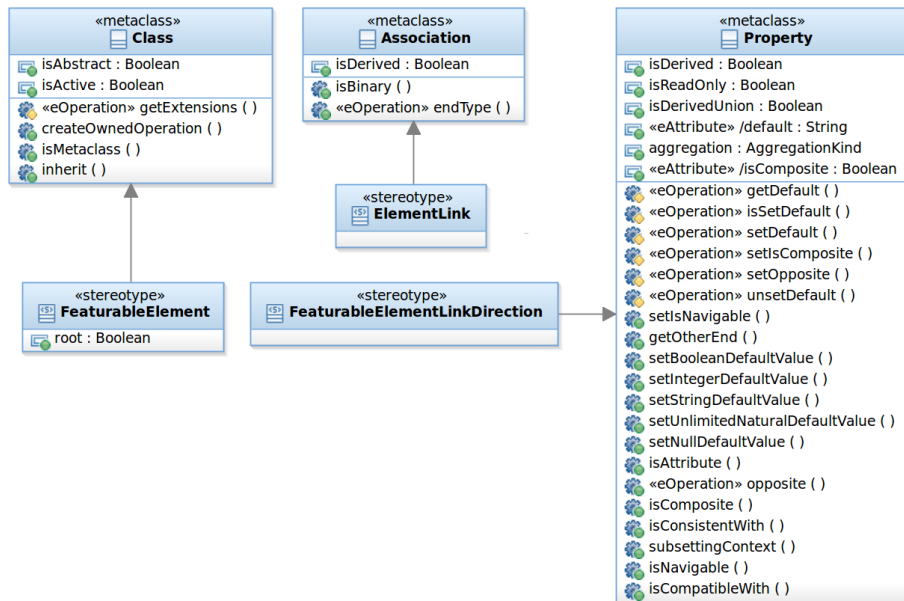 «metaclass»
Class
isAbstract : Boolean
isActive : Boolean
«eOperation» getExtensions ( )
createOwnedOperation ( )
isMetaclass ( )
inherit ( )
«metaclass»
Association
isDerived : Boolean
isBinary ( )
«eOperation» endType ( )
«stereotype»
ElementLink
«stereotype»
FeaturableElement
root : Boolean
«stereotype»
FeaturableElementLinkDirection
«metaclass»
Property
isDerived : Boolean
isReadOnly : Boolean
isDerivedUnion : Boolean
«eAttribute» /default : String
aggregation : AggregationKind
«eAttribute» /isComposite : Boolean
«eOperation» getDefault ( )
«eOperation» isSetDefault ( )
«eOperation» setDefault ( )
«eOperation» setIsComposite ( )
«eOperation» setOpposite ( )
«eOperation» unsetDefault ( )
setIsNavigable ( )
getOtherEnd ( )
setBooleanDefaultValue ( )
setIntegerDefaultValue ( )
setStringDefaultValue ( )
setUnlimitedNaturalDefaultValue ( )
setNullDefaultValue ( )
isAttribute ( )
«eOperation» opposite ( )
isComposite ( )
isConsistentWith ( )
subsettingContext ( )
isNavigable ( )
isCompatibleWith ( )